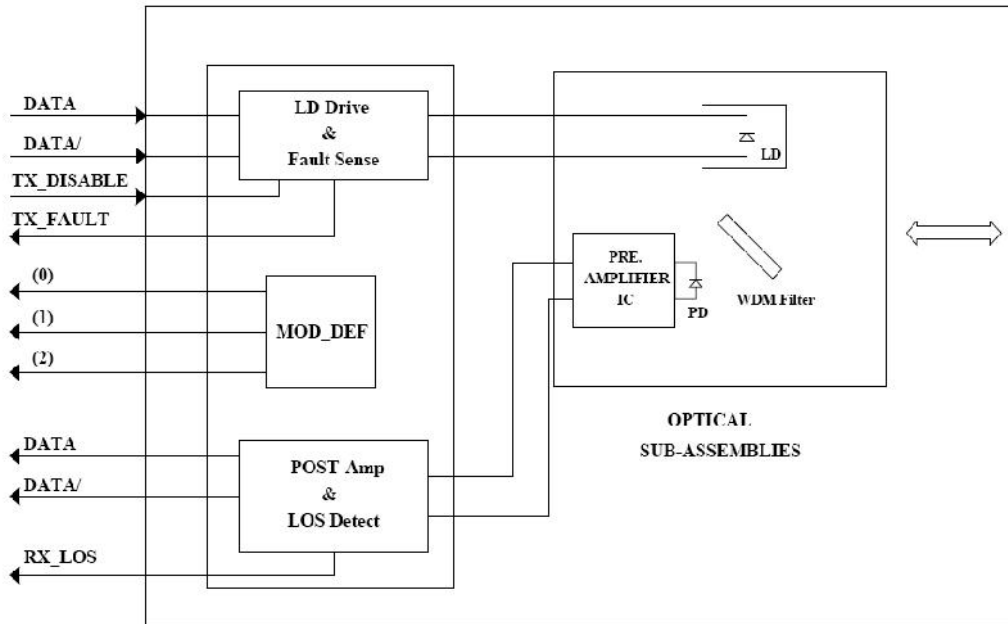 DATA
DATA/
TX_DISABLE
TX_FAULT
(0)
(1)
(2)
DATA
DATA/
RX_LOS
LD Drive
&
Fault Sense
MOD_DEF
POST Amp
&
LOS Detect
LD
PRE.
AMPLIFIER
IC
PD
WDM Filter
OPTICAL
SUB-ASSEMBLIES